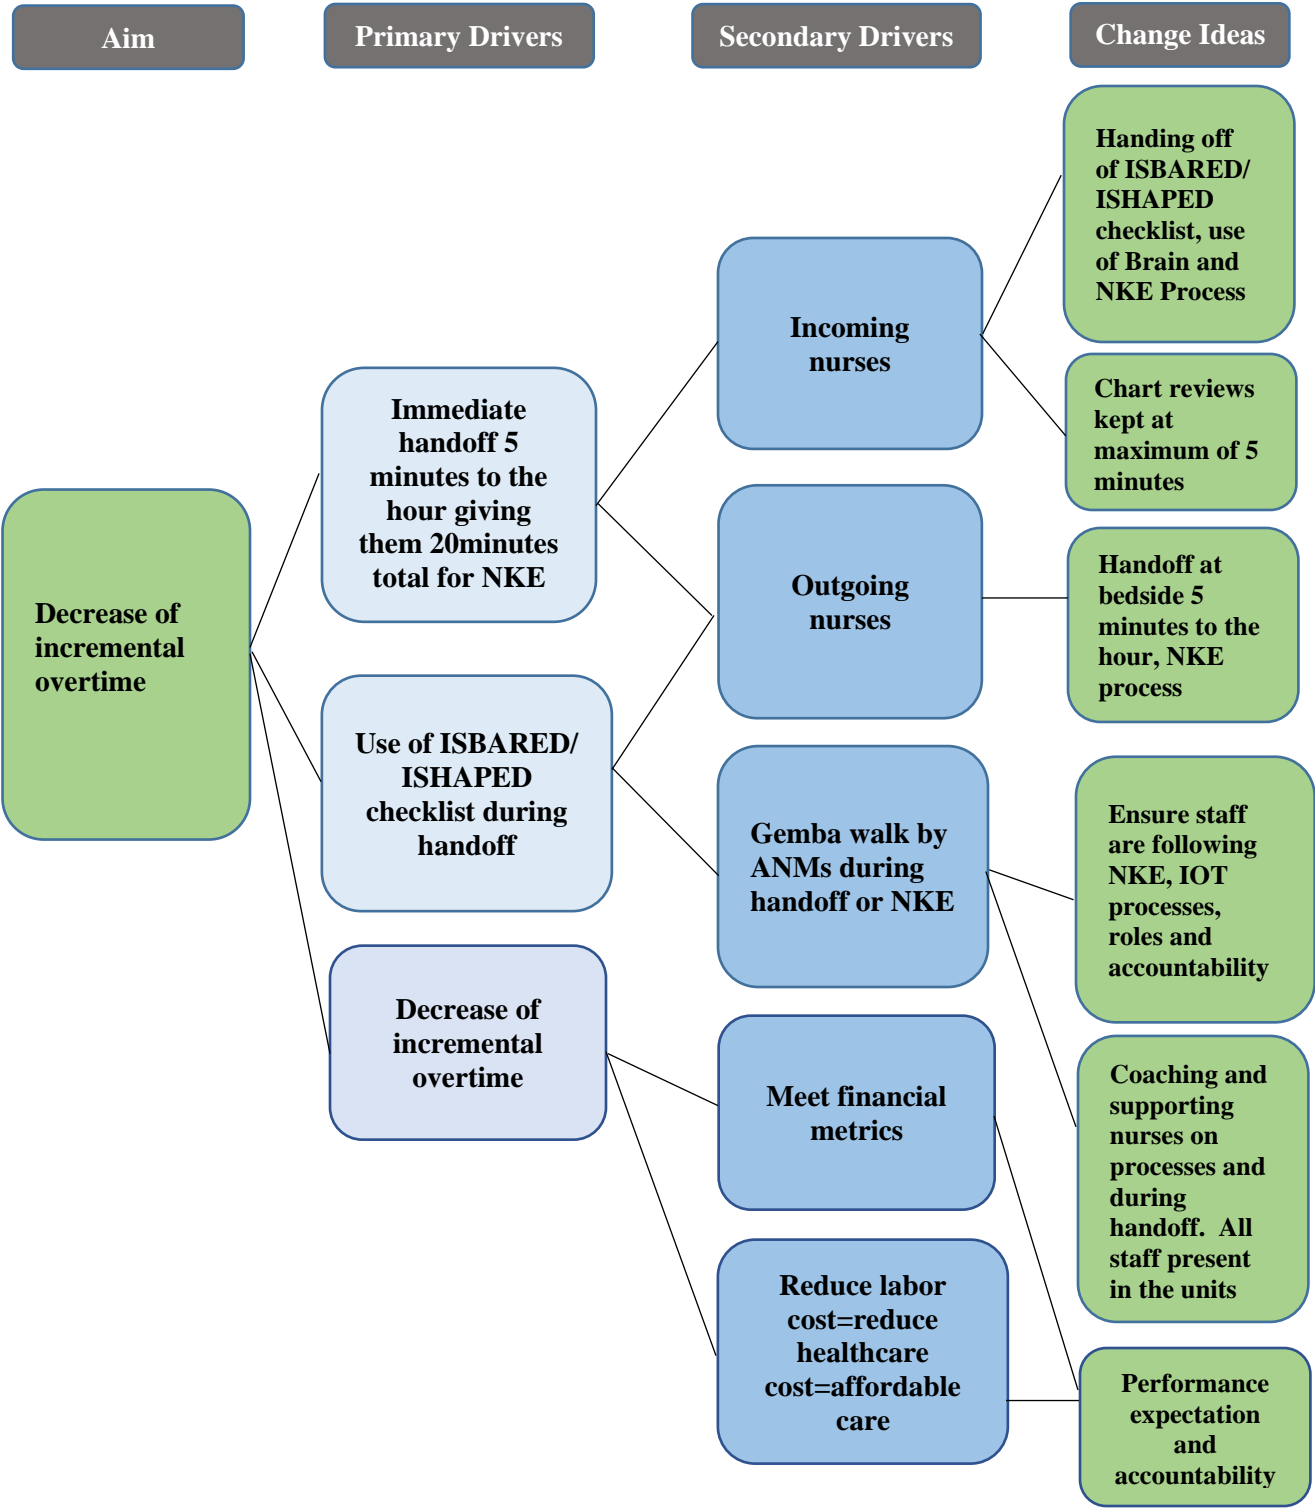 Aim
Primary Drivers
Secondary Drivers
Change Ideas
Decrease of
incremental
overtime
Immediate
handoff 5
minutes to the
hour giving
them 20minutes
total for NKE
Use of ISBARED/
ISHAPED
checklist during
handoff
Decrease of
incremental
overtime
Incoming
nurses
Outgoing
nurses
Gemba walk by
ANMs during
handoff or NKE
Meet financial
metrics
Reduce labor
cost=reduce
healthcare
cost=affordable
care
Handing off
of ISBARED/
ISHAPED
checklist, use
of Brain and
NKE Process
Chart reviews
kept at
maximum of 5
minutes
Handoff at
bedside 5
minutes to the
hour, NKE
process
Ensure staff
are following
NKE, IOT
processes,
roles and
accountability
Coaching and
supporting
nurses on
processes and
during
handoff.  All
staff present
in the units
Performance
expectation
and
accountability